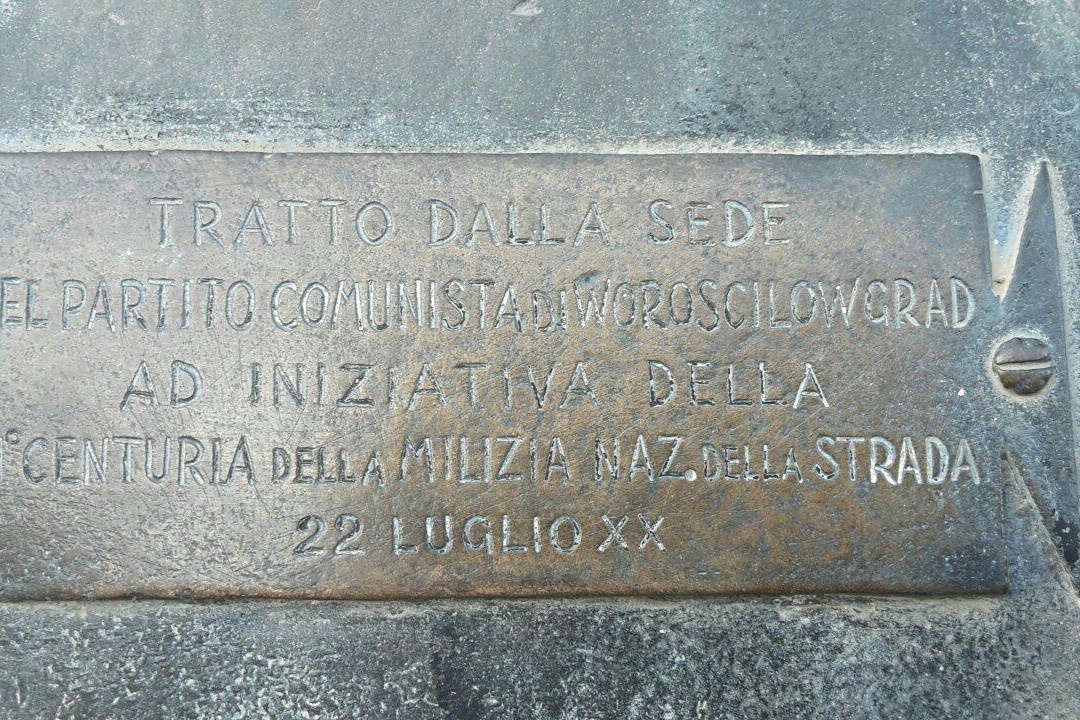 TRATTO DALLA SEDE
EL PARTITO COMUNISTA DI WOROSCILOWGRAD
AD INIZIATIVA DELLA
° CENTURIA DELLA MILIZIA NAZ. DELLA STRADA
22 LUGLIO XX